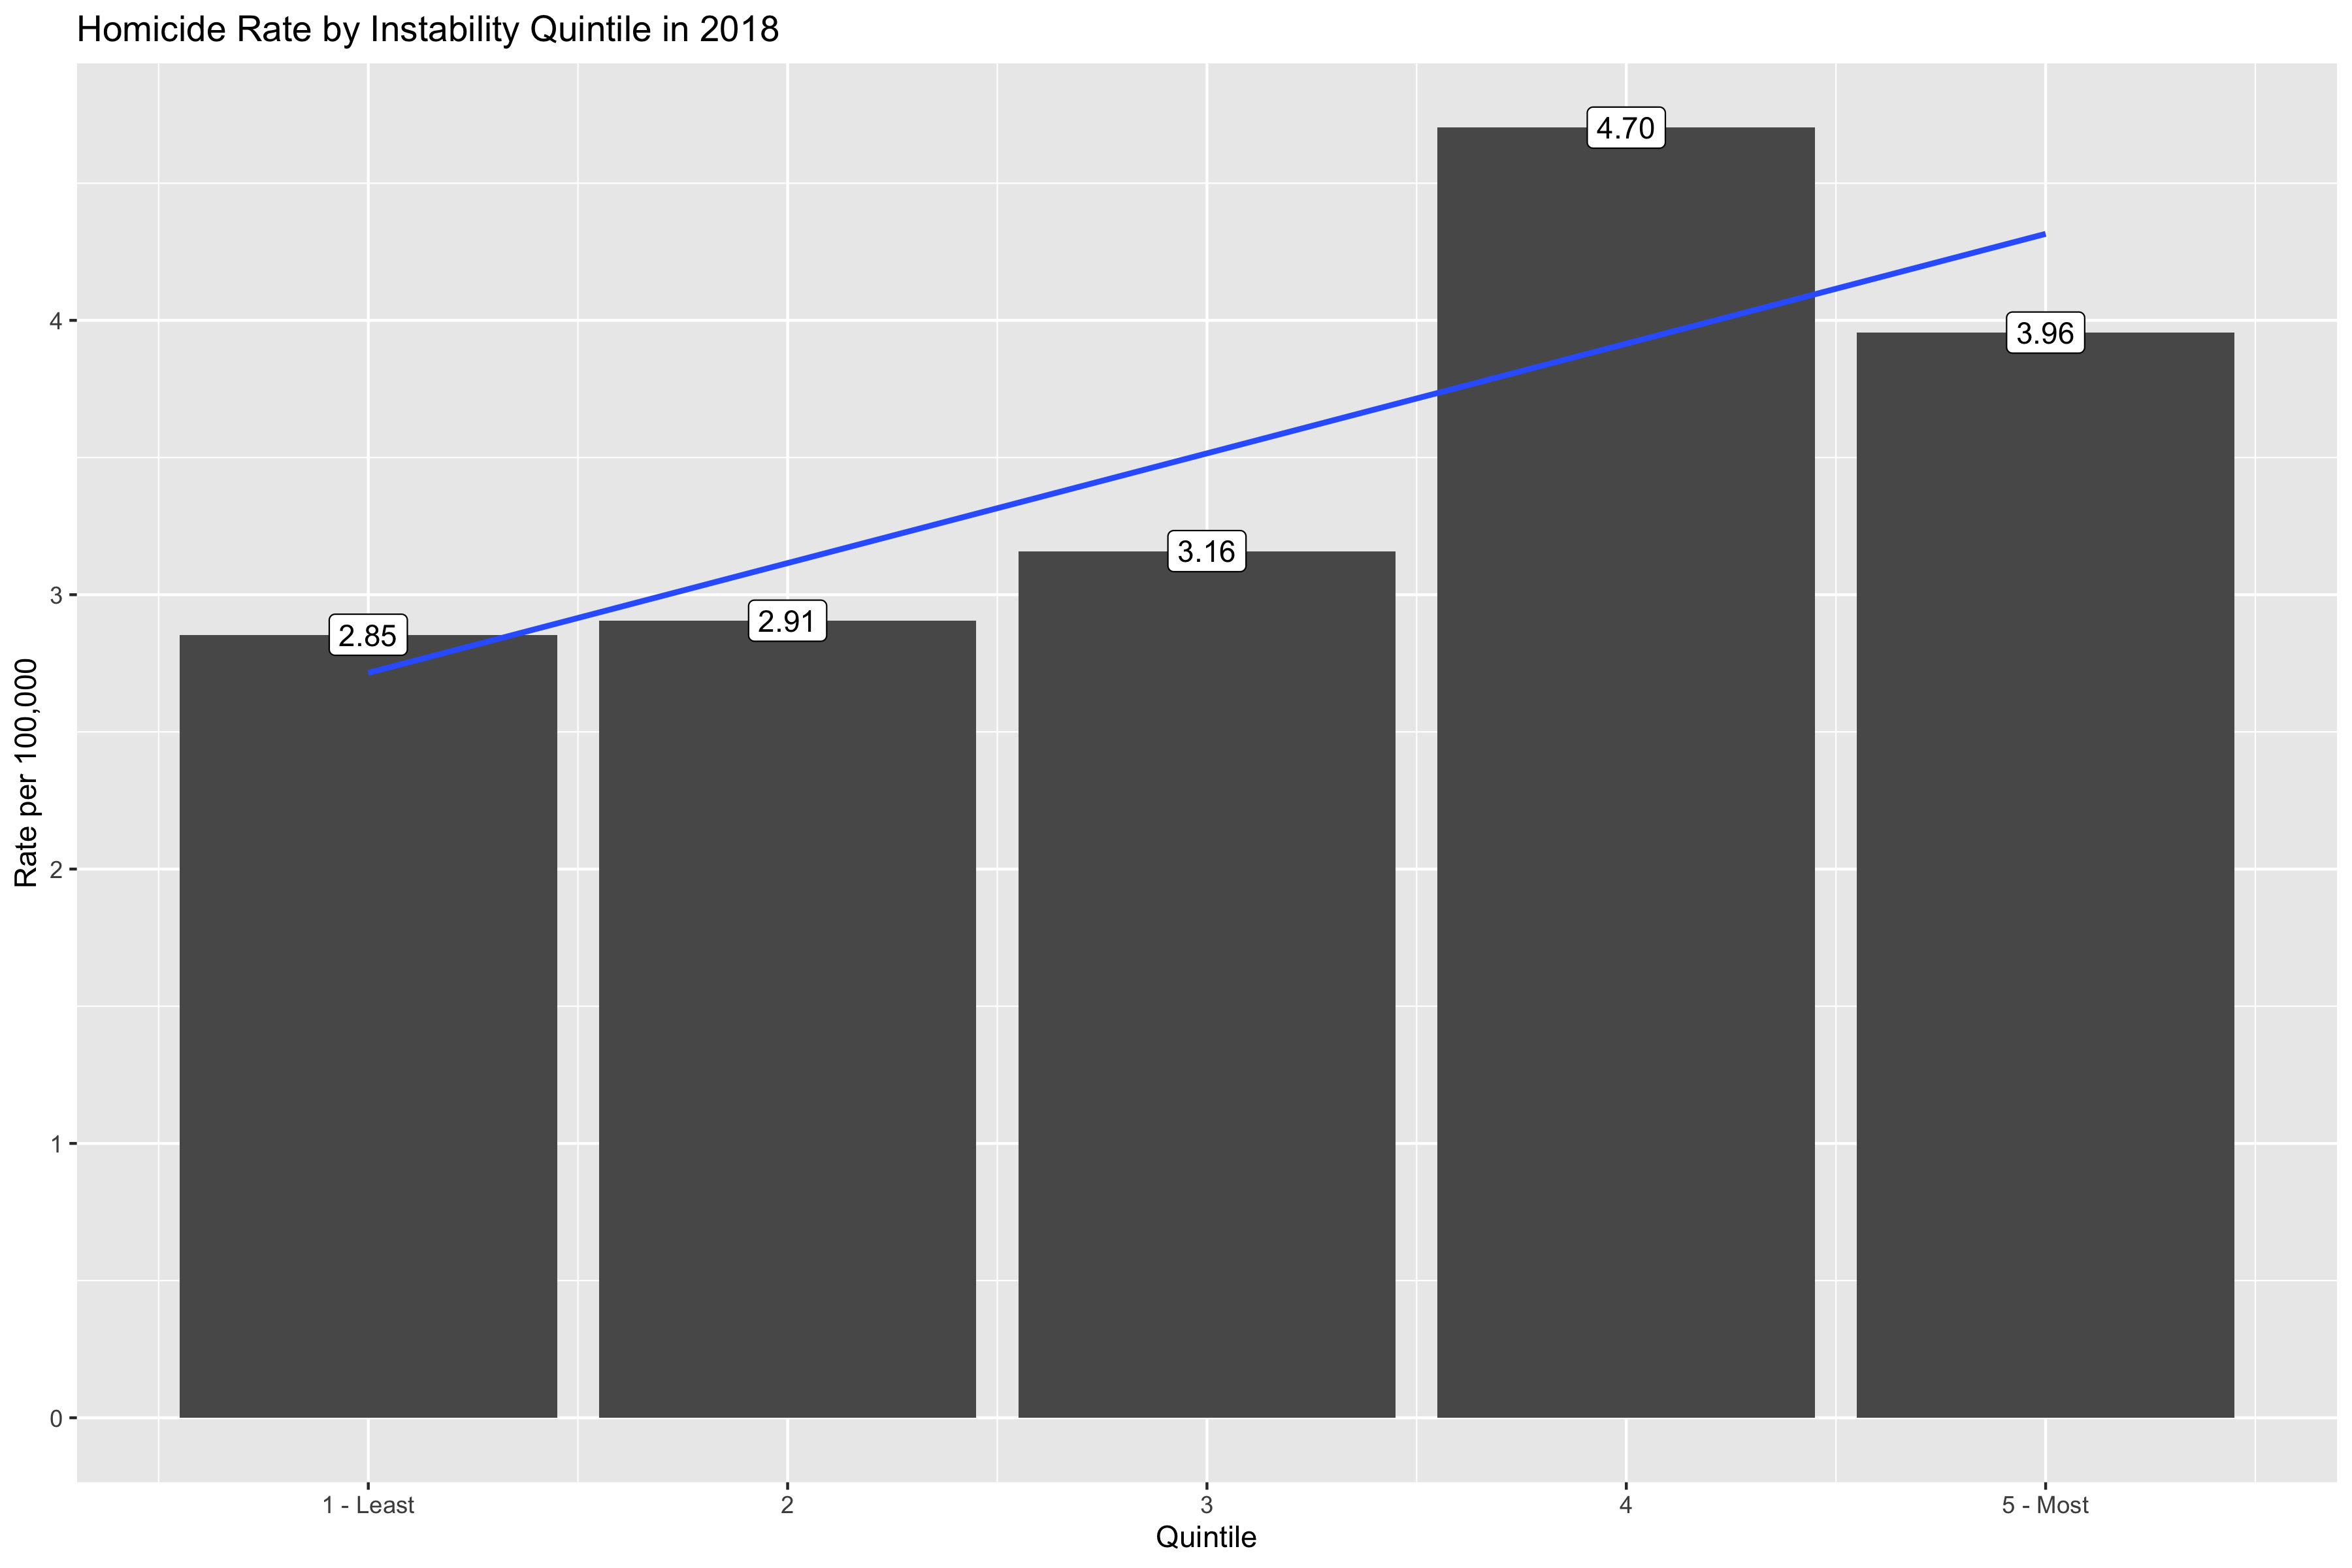 Homicide Rate by Instability Quintile in 2018
Rate per 100,000
4
3
2
1
0
2.85
2.91
3.16
4.70
3.96
1 - Least
2
3
4
5 - Most
Quintile